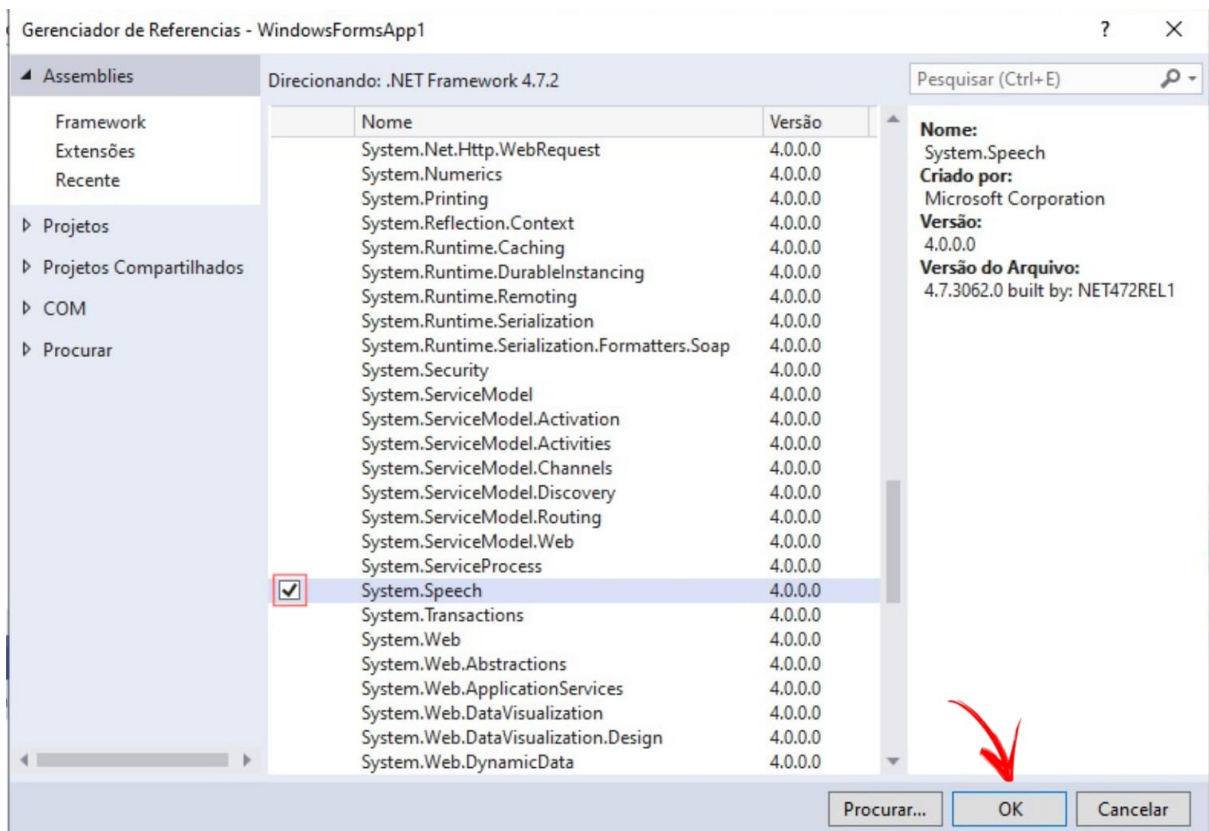 Gerenciador de Referencias - WindowsFormsApp1
?
Assemblies
Framework
Extensões
Recente
Projetos
Projetos Compartilhados
COM
Procurar
Direcionando: .NET Framework 4.7.2
Nome Versão
System.Net.Http.WebRequest 4.0.0.0
System.Numerics 4.0.0.0
System.Printing 4.0.0.0
System.Reflection.Context 4.0.0.0
System.Runtime.Caching 4.0.0.0
System.Runtime.DurableInstancing 4.0.0.0
System.Runtime.Remoting 4.0.0.0
System.Runtime.Serialization 4.0.0.0
System.Runtime.Serialization.Formatters.Soap 4.0.0.0
System.Security 4.0.0.0
System.ServiceModel 4.0.0.0
System.ServiceModel.Activation 4.0.0.0
System.ServiceModel.Activities 4.0.0.0
System.ServiceModel.Channels 4.0.0.0
System.ServiceModel.Discovery 4.0.0.0
System.ServiceModel.Routing 4.0.0.0
System.ServiceModel.Web 4.0.0.0
System.ServiceProcess 4.0.0.0
System.Speech 4.0.0.0
System.Transactions 4.0.0.0
System.Web 4.0.0.0
System.Web.Abstractions 4.0.0.0
System.Web.ApplicationServices 4.0.0.0
System.Web.DataVisualization 4.0.0.0
System.Web.DataVisualization.Design 4.0.0.0
System.Web.DynamicData 4.0.0.0
Pesquisar (Ctrl+E)
Nome:
System.Speech
Criado por:
Microsoft Corporation
Versão:
4.0.0.0
Versão do Arquivo:
4.7.3062.0 built by: NET472REL1
Procurar... OK Cancelar